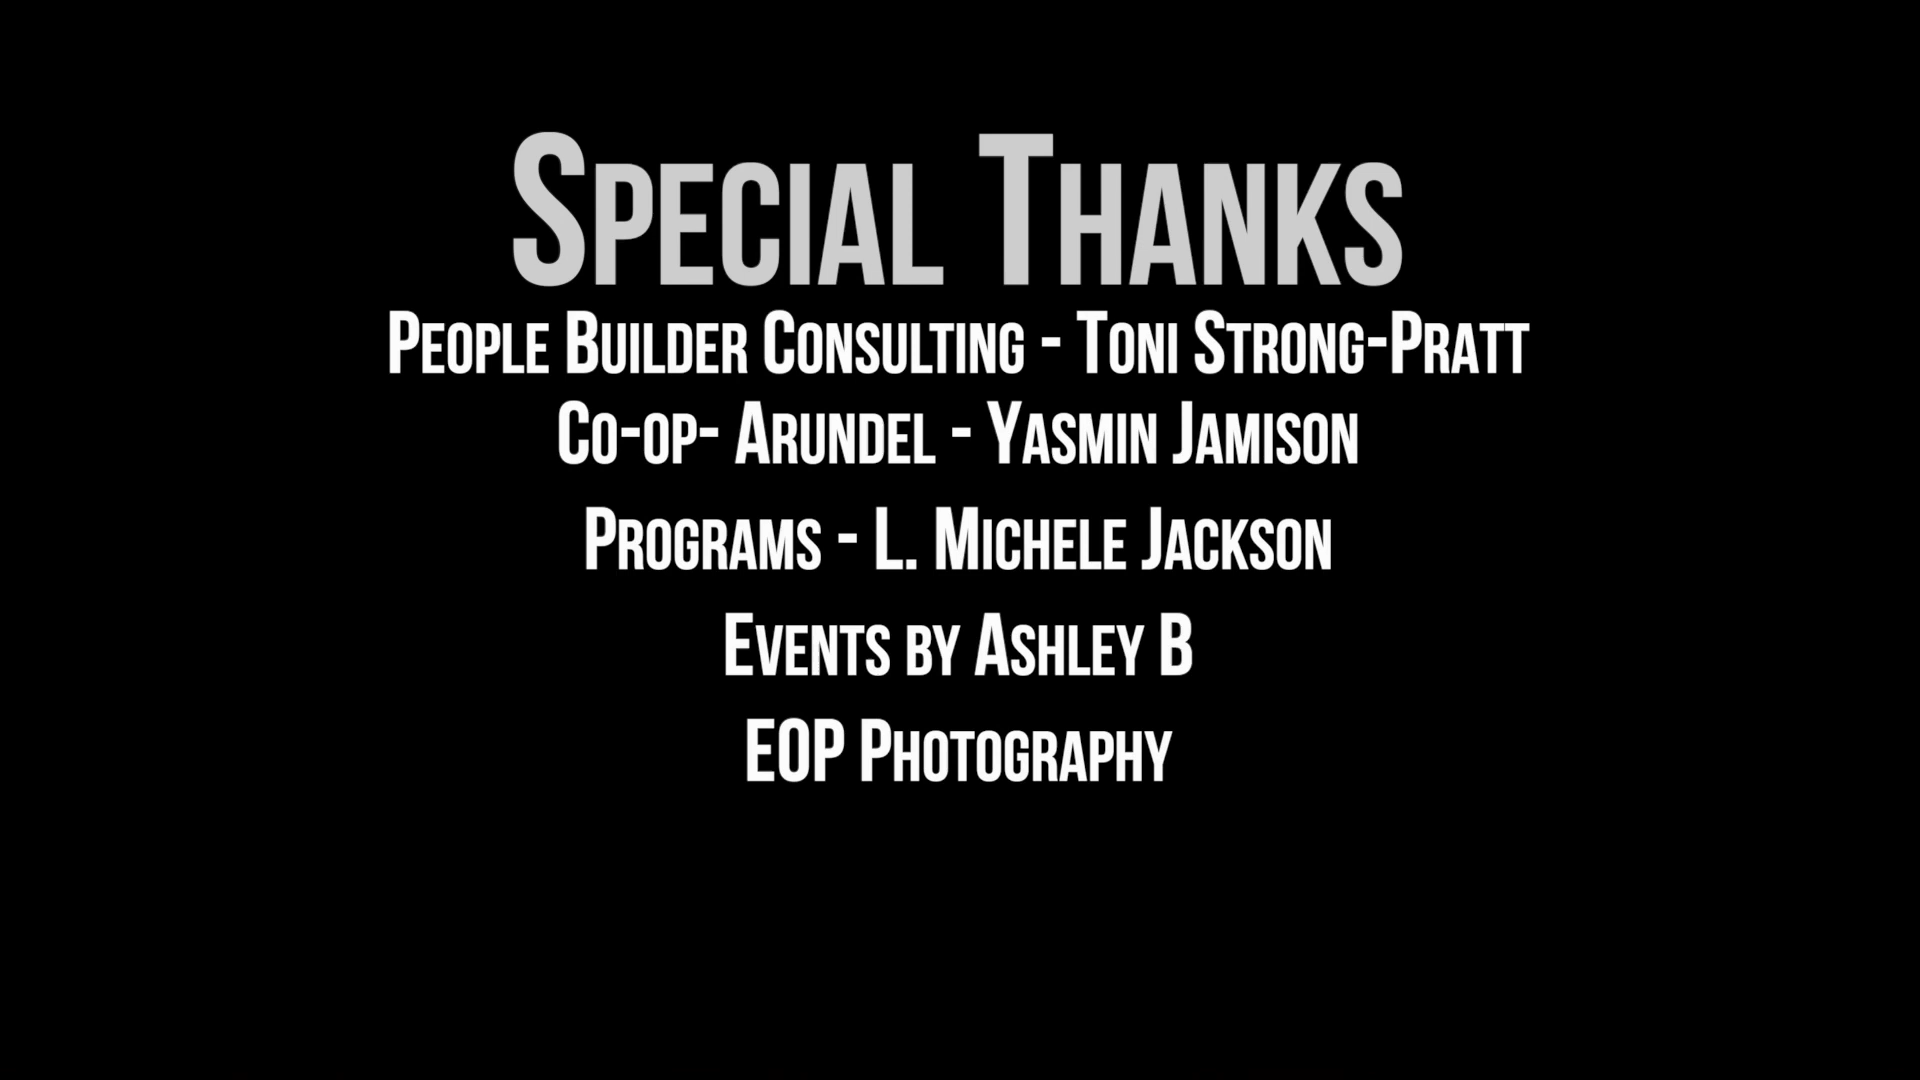 Special Thanks
People Builder Consulting - Toni Strong-Pratt
Co-op- Arundel - Yasmin Jamison
Programs - L. Michele Jackson
Events by Ashley B
EOP Photography